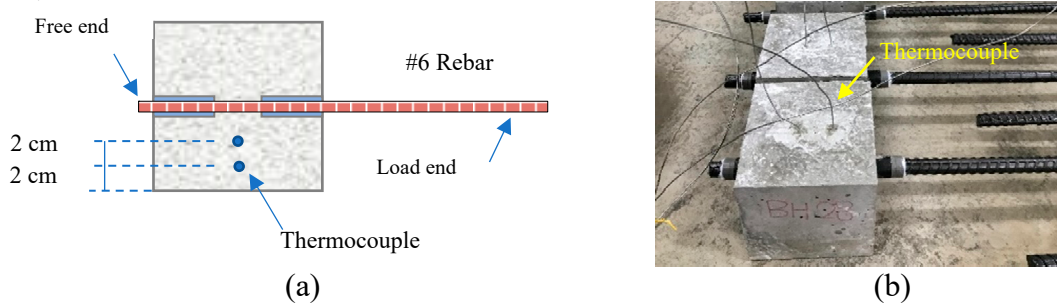 Free end
#6 Rebar
2 cm
2 cm
Load end
Thermocouple
(a)
Thermocouple
BH08
(b)